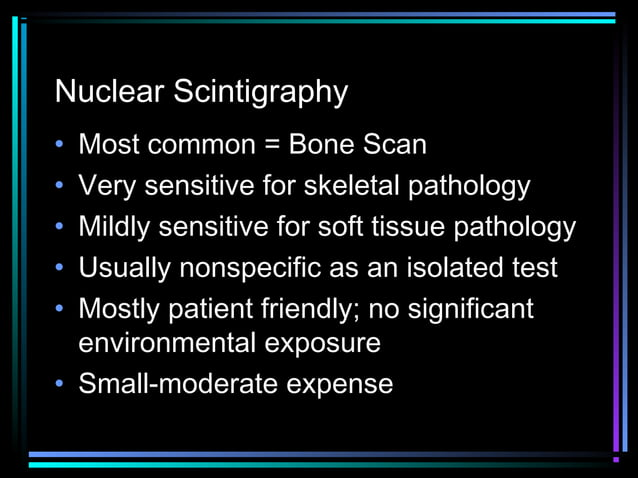 Nuclear Scintigraphy
• Most common = Bone Scan
• Very sensitive for skeletal pathology
• Mildly sensitive for soft tissue pathology
• Usually nonspecific as an isolated test
• Mostly patient friendly; no significant
environmental exposure
• Small-moderate expense